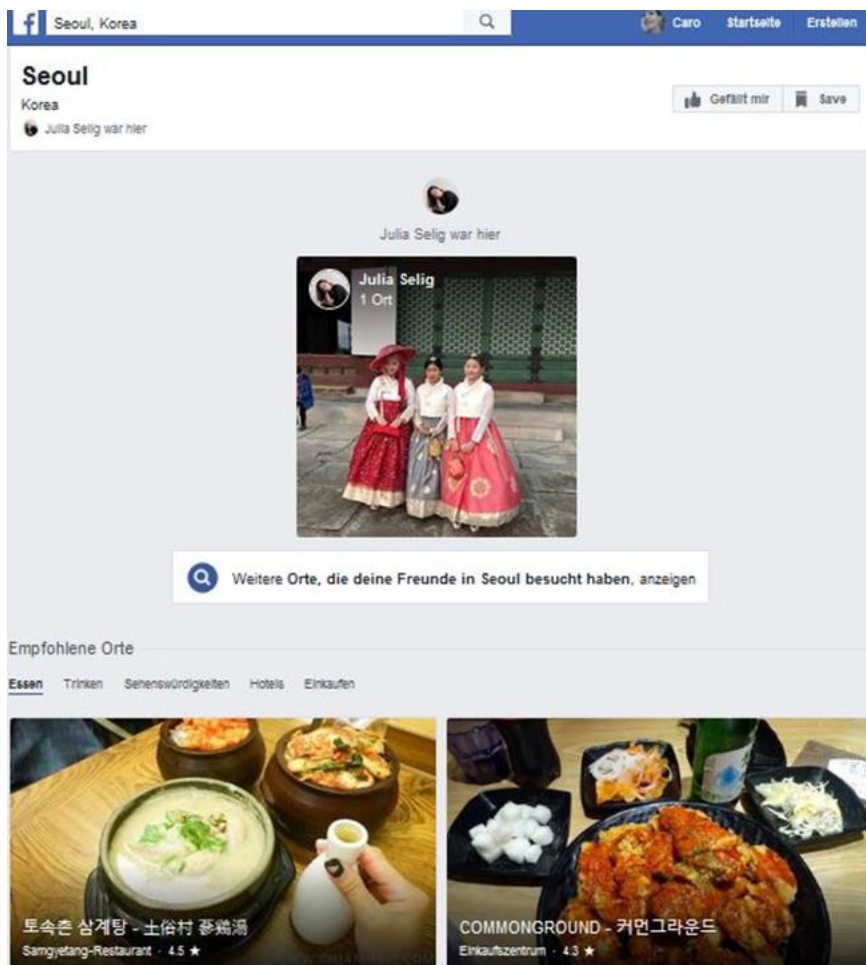 Seoul, Korea
Caro Startseite Erstellen
Seoul
Korea
Gefällt mir Save
Julia Selig war hier
Julia Selig war hier
Julia Selig
1 Ort
Weitere Orte, die deine Freunde in Seoul besucht haben, anzeigen
Empfohlene Orte
Essen Trinken Sehenswürdigkeiten Hotels Einkaufen
토속촌 삼계탕 - 土俗村 蔘鷄湯
Samgyetang-Restaurant · 4.5 ★
COMMONGROUND - 커먼그라운드
Einkaufszentrum · 4.3 ★